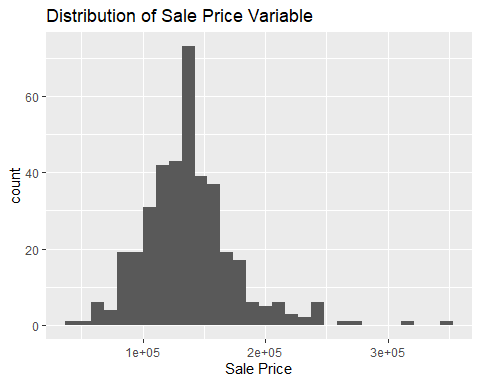 Distribution of Sale Price Variable
count
60
40
20
0
1e+05 2e+05 3e+05
Sale Price